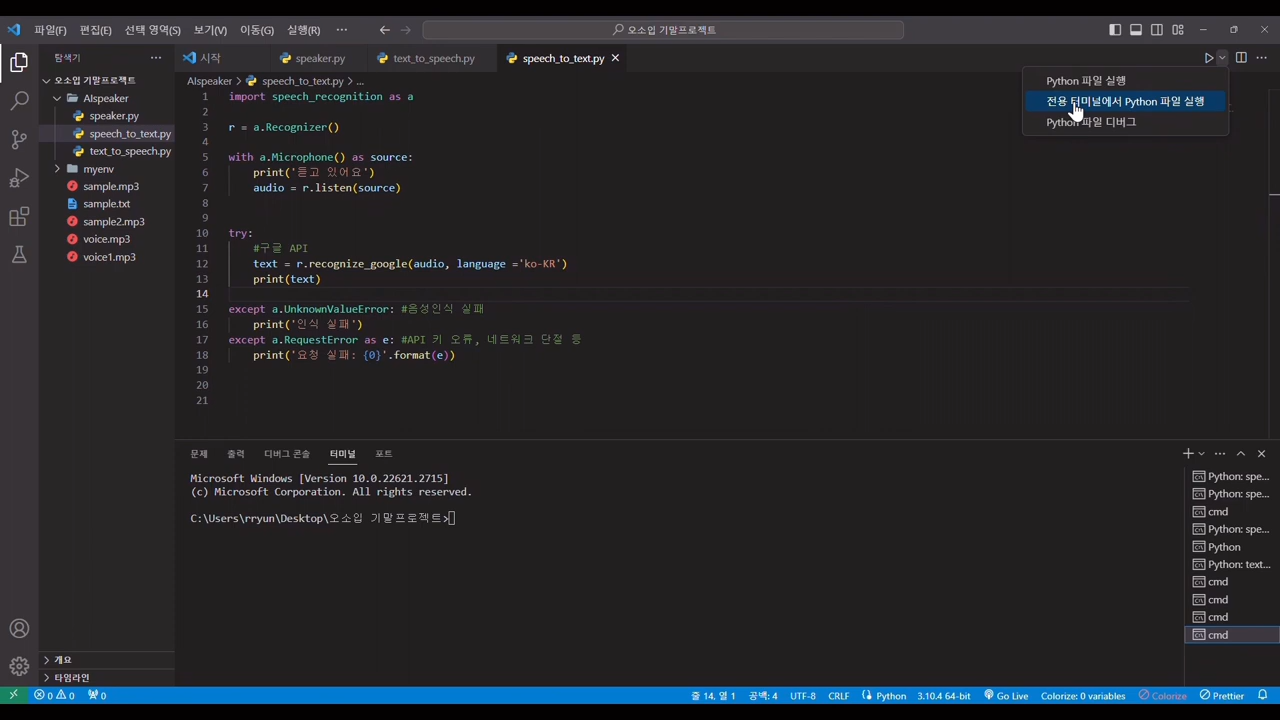 파일(F) 편집(E) 선택 영역(S) 보기(V) 이동(G) 실행(R) ··· 오소입 기말프로젝트
탐색기 ···
시작 speaker.py text_to_speech.py speech_to_text.py
오소입 기말프로젝트
AIspeaker
speaker.py
speech_to_text.py
text_to_speech.py
myenv
sample.mp3
sample.txt
sample2.mp3
voice.mp3
voice1.mp3
개요
타임라인
AIspeaker > speech_to_text.py > ...
1 import speech_recognition as a
2
3 r = a.Recognizer()
4
5 with a.Microphone() as source:
6 print('듣고 있어요')
7 audio = r.listen(source)
8
9
10 try:
11 #구글 API
12 text = r.recognize_google(audio, language ='ko-KR')
13 print(text)
14
15 except a.UnknownValueError: #음성인식 실패
16 print('인식 실패')
17 except a.RequestError as e: #API 키 오류, 네트워크 단절 등
18 print('요청 실패: {0}'.format(e))
19
20
21
Python 파일 실행
전용 터미널에서 Python 파일 실행
Python 파일 디버그
문제 출력 디버그 콘솔 터미널 포트
Microsoft Windows [Version 10.0.22621.2715]
(c) Microsoft Corporation. All rights reserved.
C:\Users\rryun\Desktop\오소입 기말프로젝트>
Python: spe...
Python: spe...
cmd
Python: spe...
Python
Python: text...
cmd
cmd
cmd
cmd
0 0 0 줄 14, 열 1 공백: 4 UTF-8 CRLF Python 3.10.4 64-bit Go Live Colorize: 0 variables Colorize Prettier